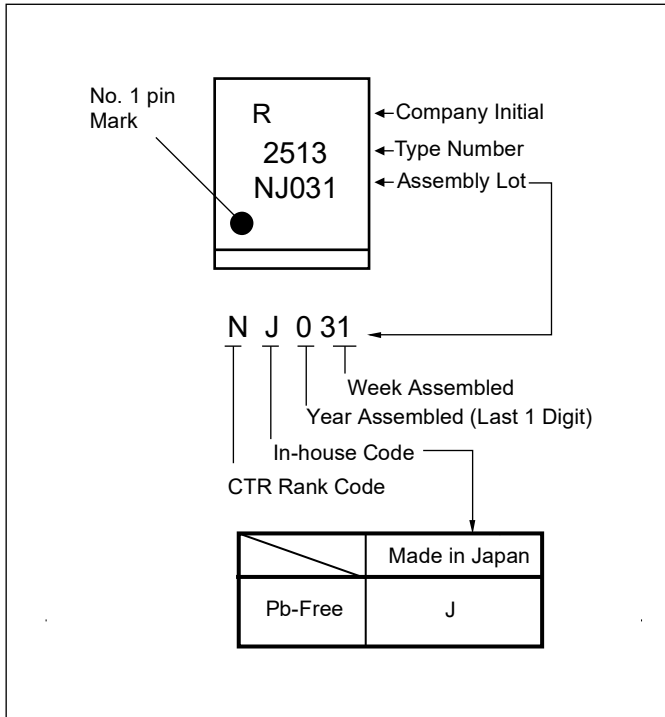 No. 1 pin
Mark
R
Company Initial
2513
Type Number
NJ031
Assembly Lot
N J 0 31
Week Assembled
Year Assembled (Last 1 Digit)
In-house Code
CTR Rank Code
Made in Japan
Pb-Free
J